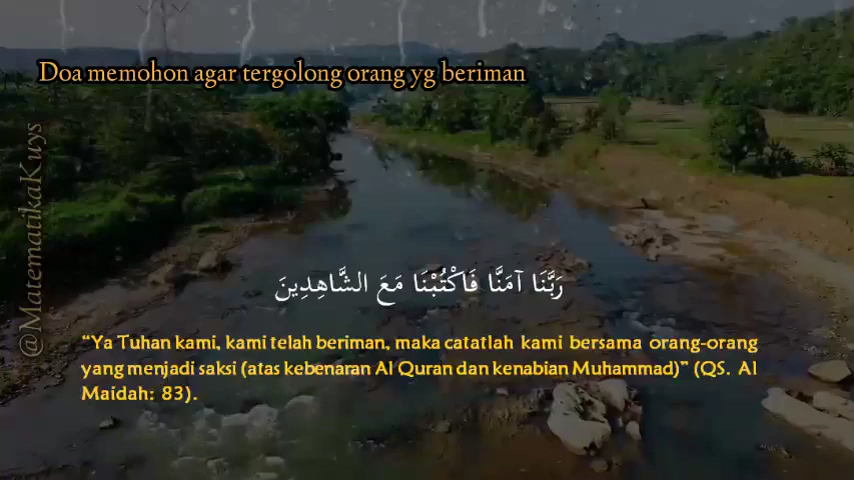 Doa memohon agar tergolong orang yg beriman
@MatematikaKuys
رَبَّنَا آمَنَّا فَاكْتُبْنَا مَعَ الشَّاهِدِينَ
“Ya Tuhan kami, kami telah beriman, maka catatlah kami bersama orang-orang
yang menjadi saksi (atas kebenaran Al Quran dan kenabian Muhammad)” (QS. Al
Maidah: 83).